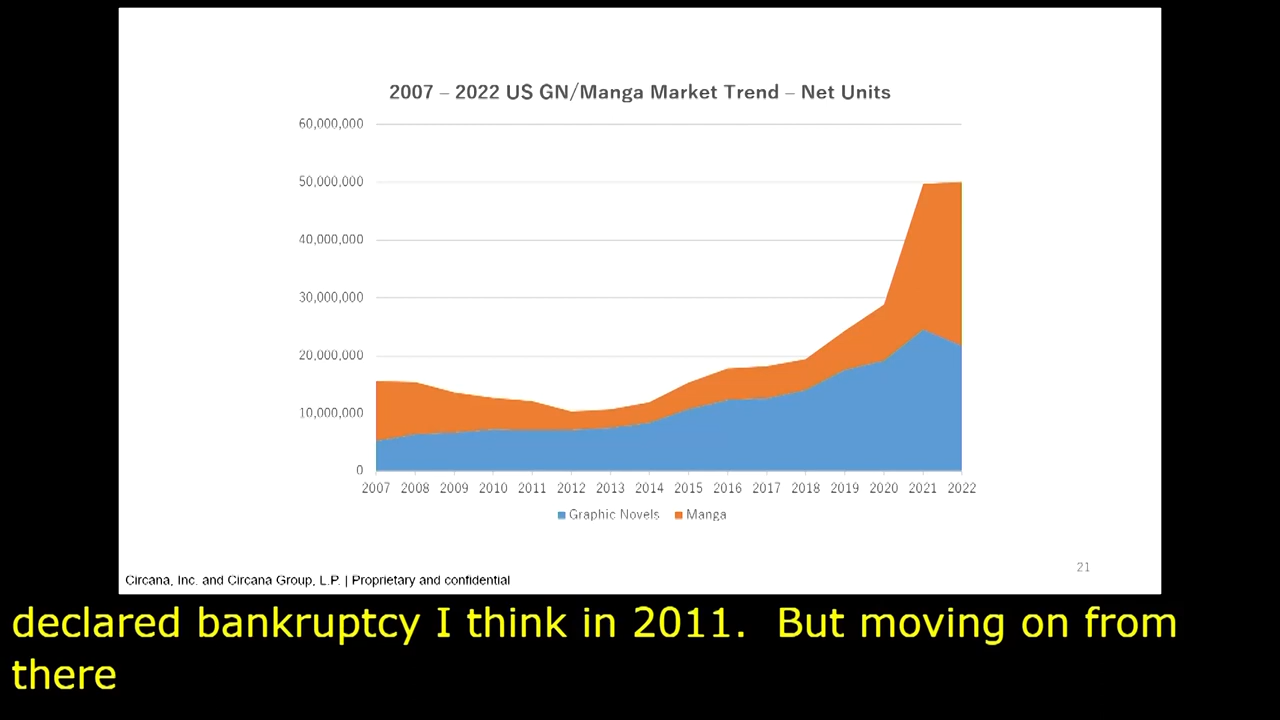 2007 – 2022 US GN/Manga Market Trend – Net Units
60,000,000
50,000,000
40,000,000
30,000,000
20,000,000
10,000,000
0
2007 2008 2009 2010 2011 2012 2013 2014 2015 2016 2017 2018 2019 2020 2021 2022
Graphic Novels Manga
21
Circana, Inc. and Circana Group, L.P. | Proprietary and confidential
declared bankruptcy I think in 2011. But moving on from
there